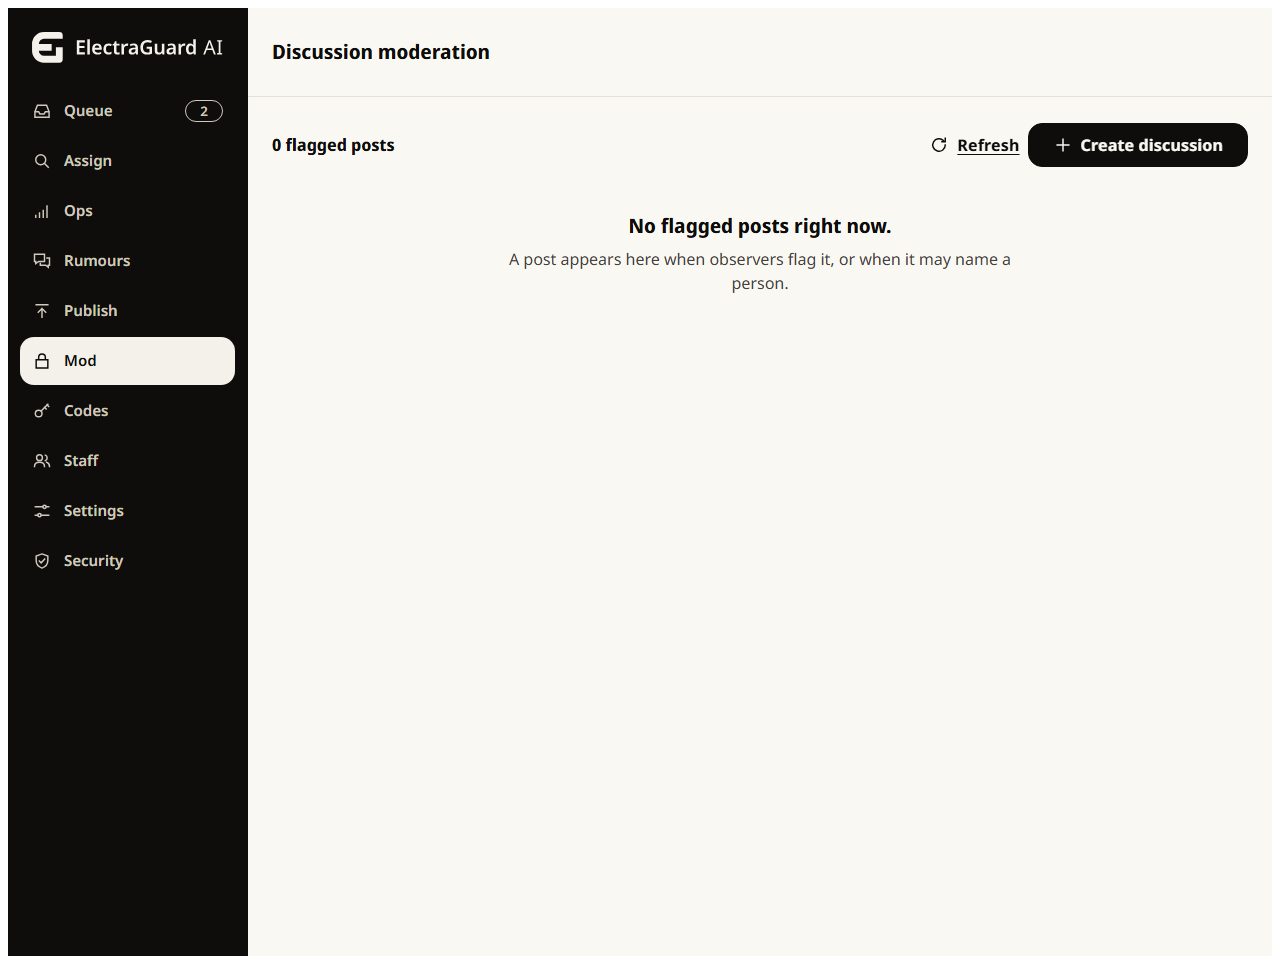 ElectraGuard AI
Queue 2
Assign
Ops
Rumours
Publish
Mod
Codes
Staff
Settings
Security
Discussion moderation
0 flagged posts
Refresh
Create discussion
No flagged posts right now.
A post appears here when observers flag it, or when it may name a
person.